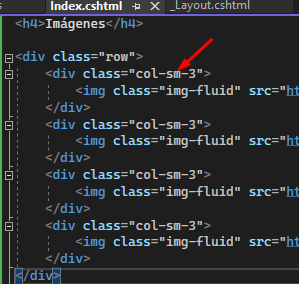 Index.cshtml _Layout.cshtml
<h4>Imágenes</h4>
<div class="row">
<div class="col-sm-3">
<img class="img-fluid" src="ht
</div>
<div class="col-sm-3">
<img class="img-fluid" src="ht
</div>
<div class="col-sm-3">
<img class="img-fluid" src="ht
</div>
<div class="col-sm-3">
<img class="img-fluid" src="ht
</div>
</div>